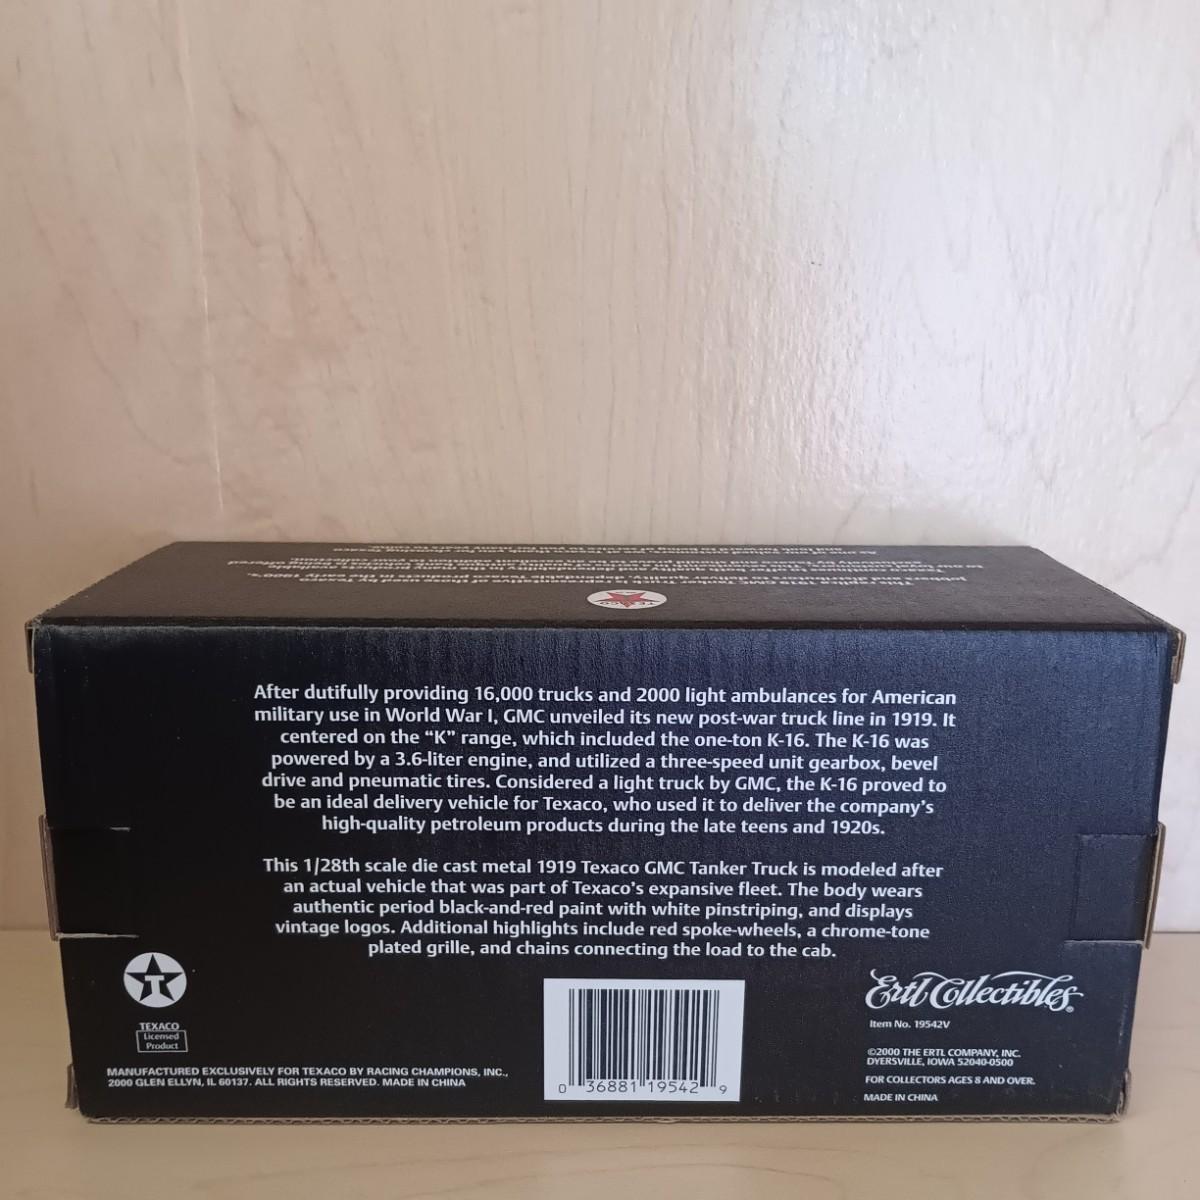 TEXACO
After dutifully providing 16,000 trucks and 2000 light ambulances for American
military use in World War I, GMC unveiled its new post-war truck line in 1919. It
centered on the “K” range, which included the one-ton K-16. The K-16 was
powered by a 3.6-liter engine, and utilized a three-speed unit gearbox, bevel
drive and pneumatic tires. Considered a light truck by GMC, the K-16 proved to
be an ideal delivery vehicle for Texaco, who used it to deliver the company’s
high-quality petroleum products during the late teens and 1920s.
This 1/28th scale die cast metal 1919 Texaco GMC Tanker Truck is modeled after
an actual vehicle that was part of Texaco’s expansive fleet. The body wears
authentic period black-and-red paint with white pinstriping, and displays
vintage logos. Additional highlights include red spoke-wheels, a chrome-tone
plated grille, and chains connecting the load to the cab.
T
TEXACO
Licensed
Product
MANUFACTURED EXCLUSIVELY FOR TEXACO BY RACING CHAMPIONS, INC.,
2000 GLEN ELLYN, IL 60137. ALL RIGHTS RESERVED. MADE IN CHINA
0 36881 19542 9
Ertl Collectibles®
Item No. 19542V
©2000 THE ERTL COMPANY, INC.
DYERSVILLE, IOWA 52040-0500
FOR COLLECTORS AGES 8 AND OVER.
MADE IN CHINA